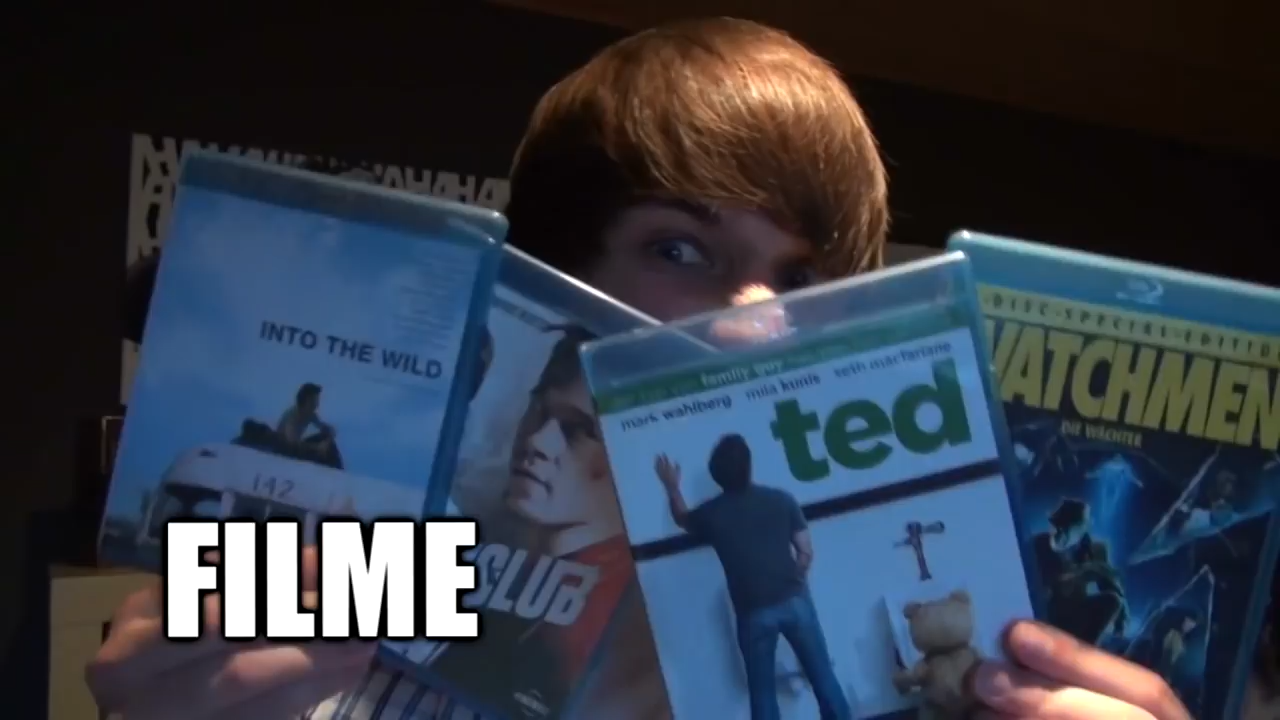 INTO THE WILD
142
FILME
CLUB
family guy
mark wahlberg mila kunis seth macfarlane
ted
-DISC-SPECIAL-EDITION
WATCHMEN
DIE WÄCHTER